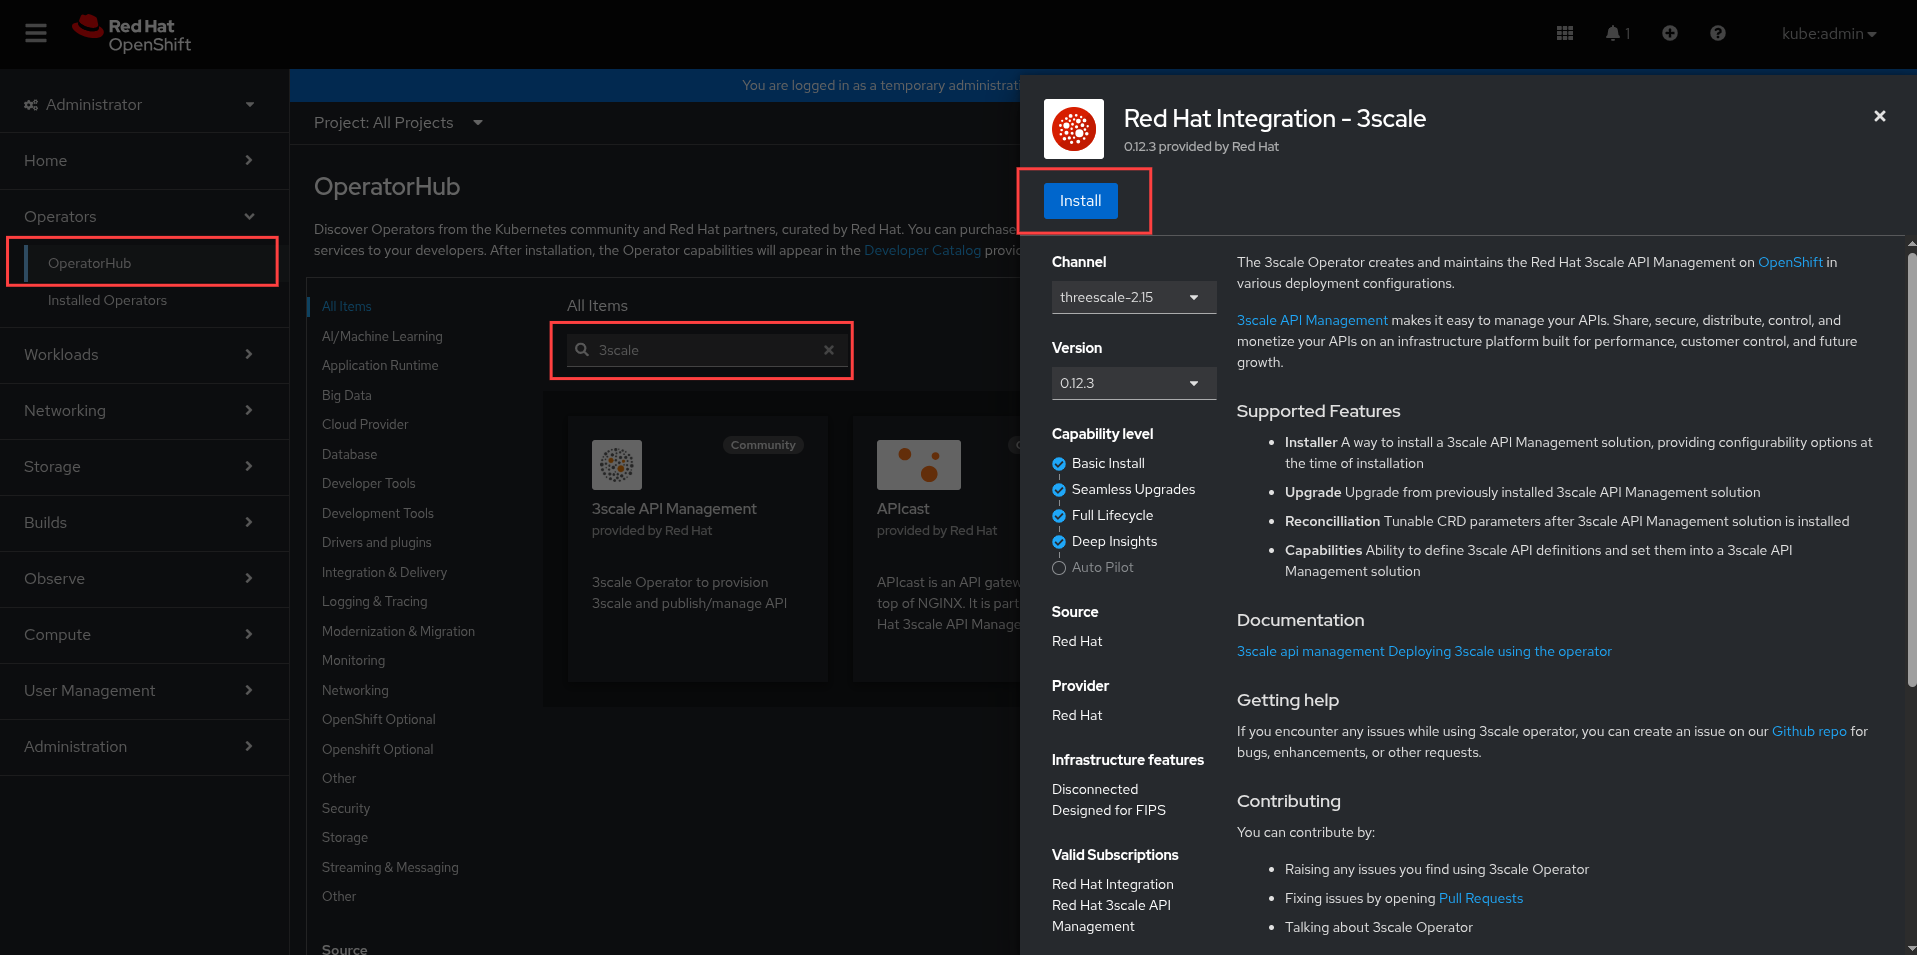 Red Hat
OpenShift
1
kube:admin
You are logged in as a temporary administrati
Administrator
Home
Operators
OperatorHub
Installed Operators
Workloads
Networking
Storage
Builds
Observe
Compute
User Management
Administration
Project: All Projects
OperatorHub
Discover Operators from the Kubernetes community and Red Hat partners, curated by Red Hat. You can purchase
services to your developers. After installation, the Operator capabilities will appear in the Developer Catalog provid
All Items
AI/Machine Learning
Application Runtime
Big Data
Cloud Provider
Database
Developer Tools
Development Tools
Drivers and plugins
Integration & Delivery
Logging & Tracing
Modernization & Migration
Monitoring
Networking
OpenShift Optional
Openshift Optional
Other
Security
Storage
Streaming & Messaging
Other
Source
All Items
3scale
Community
3scale API Management
provided by Red Hat
3scale Operator to provision
3scale and publish/manage API
APIcast
provided by Red Hat
APIcast is an API gatew
top of NGINX. It is part
Hat 3scale API Manage
Red Hat Integration - 3scale
0.12.3 provided by Red Hat
Install
Channel
threescale-2.15
Version
0.12.3
Capability level
Basic Install
Seamless Upgrades
Full Lifecycle
Deep Insights
Auto Pilot
Source
Red Hat
Provider
Red Hat
Infrastructure features
Disconnected
Designed for FIPS
Valid Subscriptions
Red Hat Integration
Red Hat 3scale API
Management
The 3scale Operator creates and maintains the Red Hat 3scale API Management on OpenShift in
various deployment configurations.
3scale API Management makes it easy to manage your APIs. Share, secure, distribute, control, and
monetize your APIs on an infrastructure platform built for performance, customer control, and future
growth.
Supported Features
• Installer A way to install a 3scale API Management solution, providing configurability options at
the time of installation
• Upgrade Upgrade from previously installed 3scale API Management solution
• Reconcilliation Tunable CRD parameters after 3scale API Management solution is installed
• Capabilities Ability to define 3scale API definitions and set them into a 3scale API
Management solution
Documentation
3scale api management Deploying 3scale using the operator
Getting help
If you encounter any issues while using 3scale operator, you can create an issue on our Github repo for
bugs, enhancements, or other requests.
Contributing
You can contribute by:
• Raising any issues you find using 3scale Operator
• Fixing issues by opening Pull Requests
• Talking about 3scale Operator